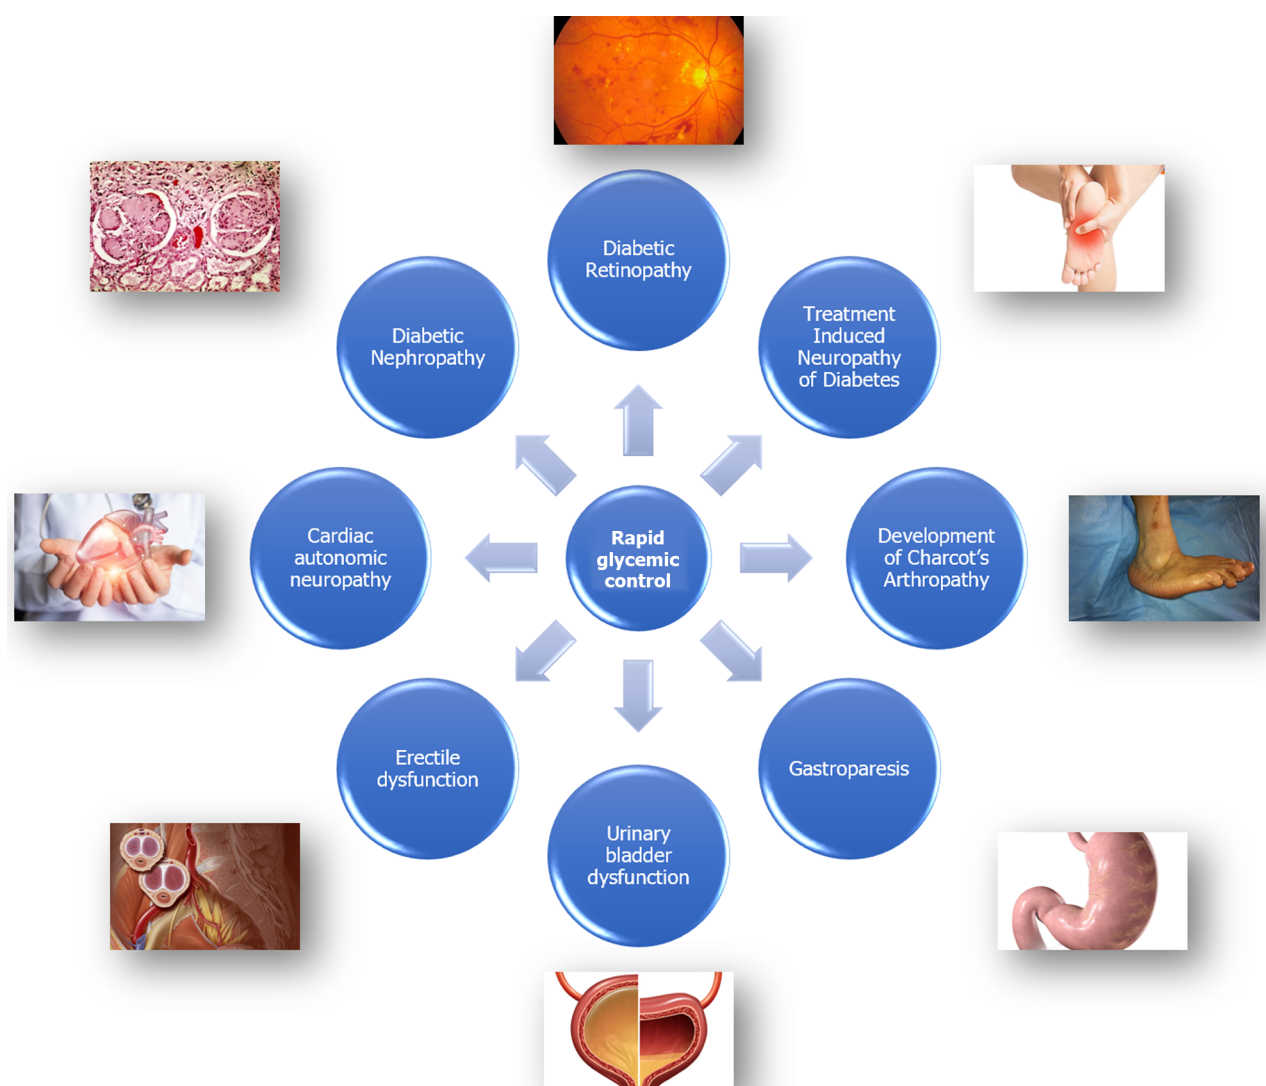 Diabetic
Retinopathy
Treatment
Induced
Neuropathy
of Diabetes
Diabetic
Nephropathy
Cardiac
autonomic
neuropathy
Rapid
glycemic
control
Development
of Charcot’s
Arthropathy
Erectile
dysfunction
Gastroparesis
Urinary
bladder
dysfunction